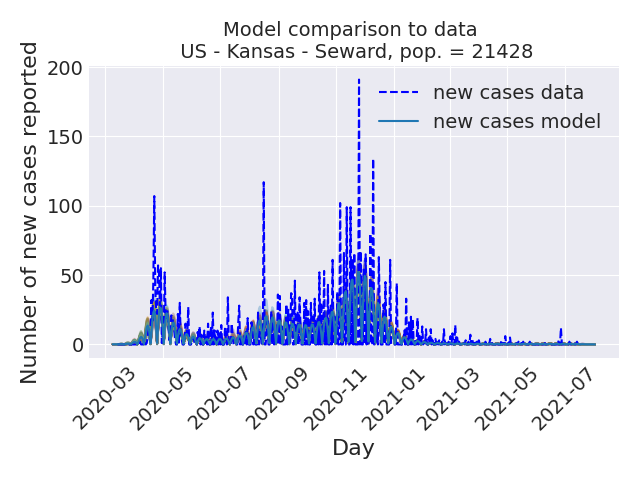 Model comparison to data
US - Kansas - Seward, pop. = 21428
Number of new cases reported
200
150
100
50
0
new cases data
new cases model
2020-03
2020-05
2020-07
2020-09
2020-11
2021-01
2021-03
2021-05
2021-07
Day